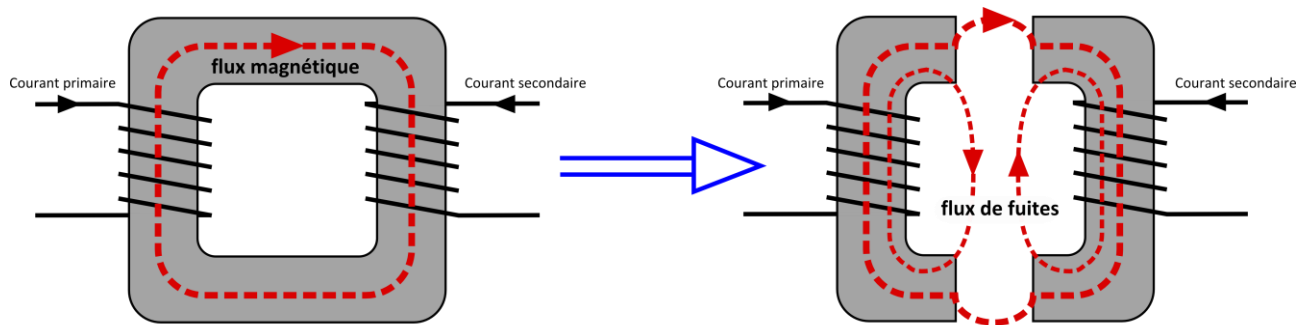 Courant primaire
flux magnétique
Courant secondaire
Courant primaire
Courant secondaire
flux de fuites